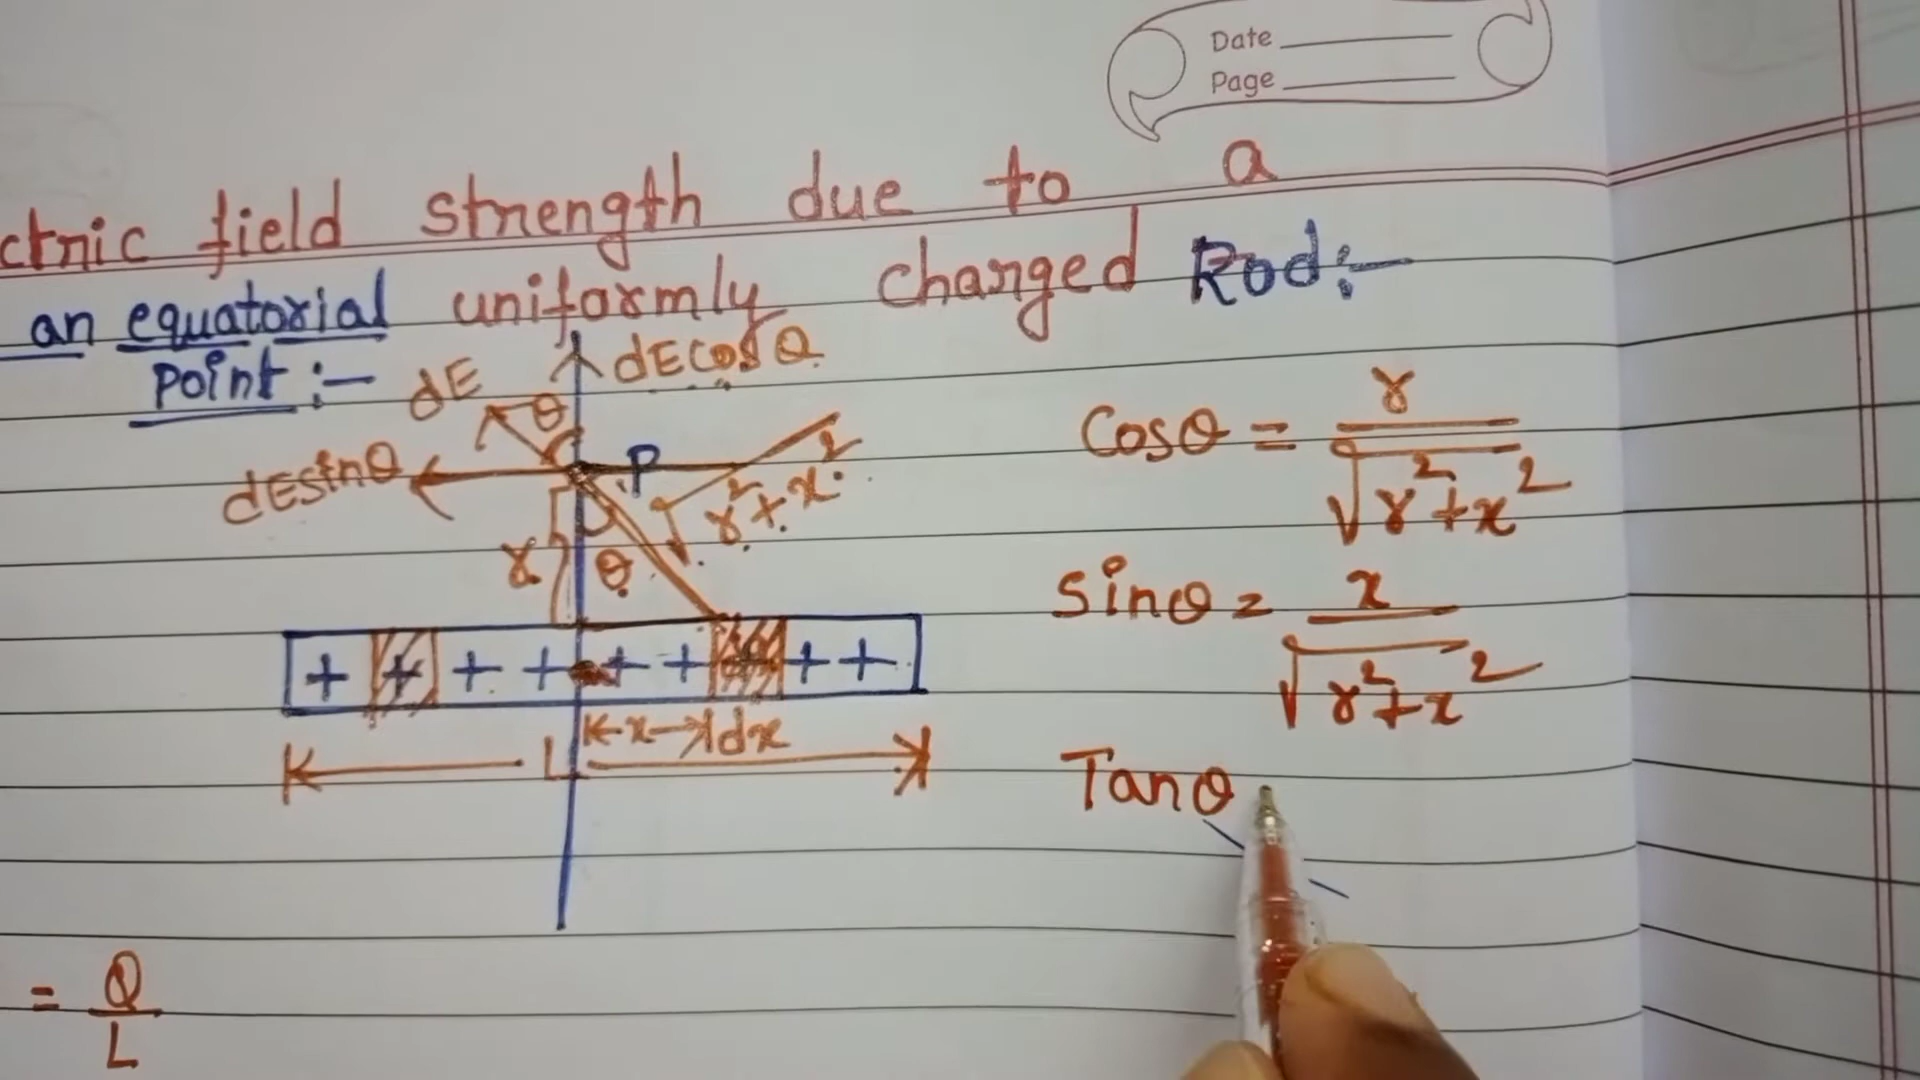 Date
Page
ctric field strength due to a
an equatorial uniformly charged Rod:-
Point:-
dE
θ
dEcosθ
dEsinθ
P
√r²+x²
r
θ
Cosθ = r/√r²+x²
Sinθ = x/√r²+x²
Tanθ
+ + + + + + + + +
x dx
L
= Q/L